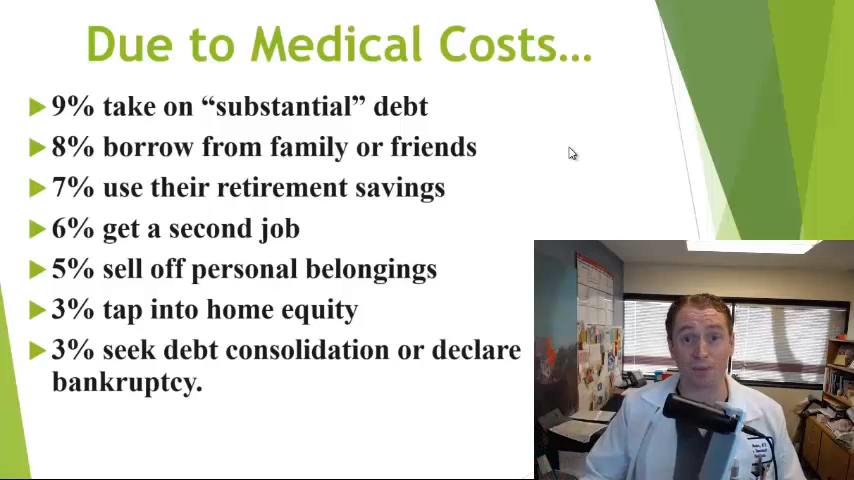 Due to Medical Costs...
9% take on “substantial” debt
8% borrow from family or friends
7% use their retirement savings
6% get a second job
5% sell off personal belongings
3% tap into home equity
3% seek debt consolidation or declare
bankruptcy.